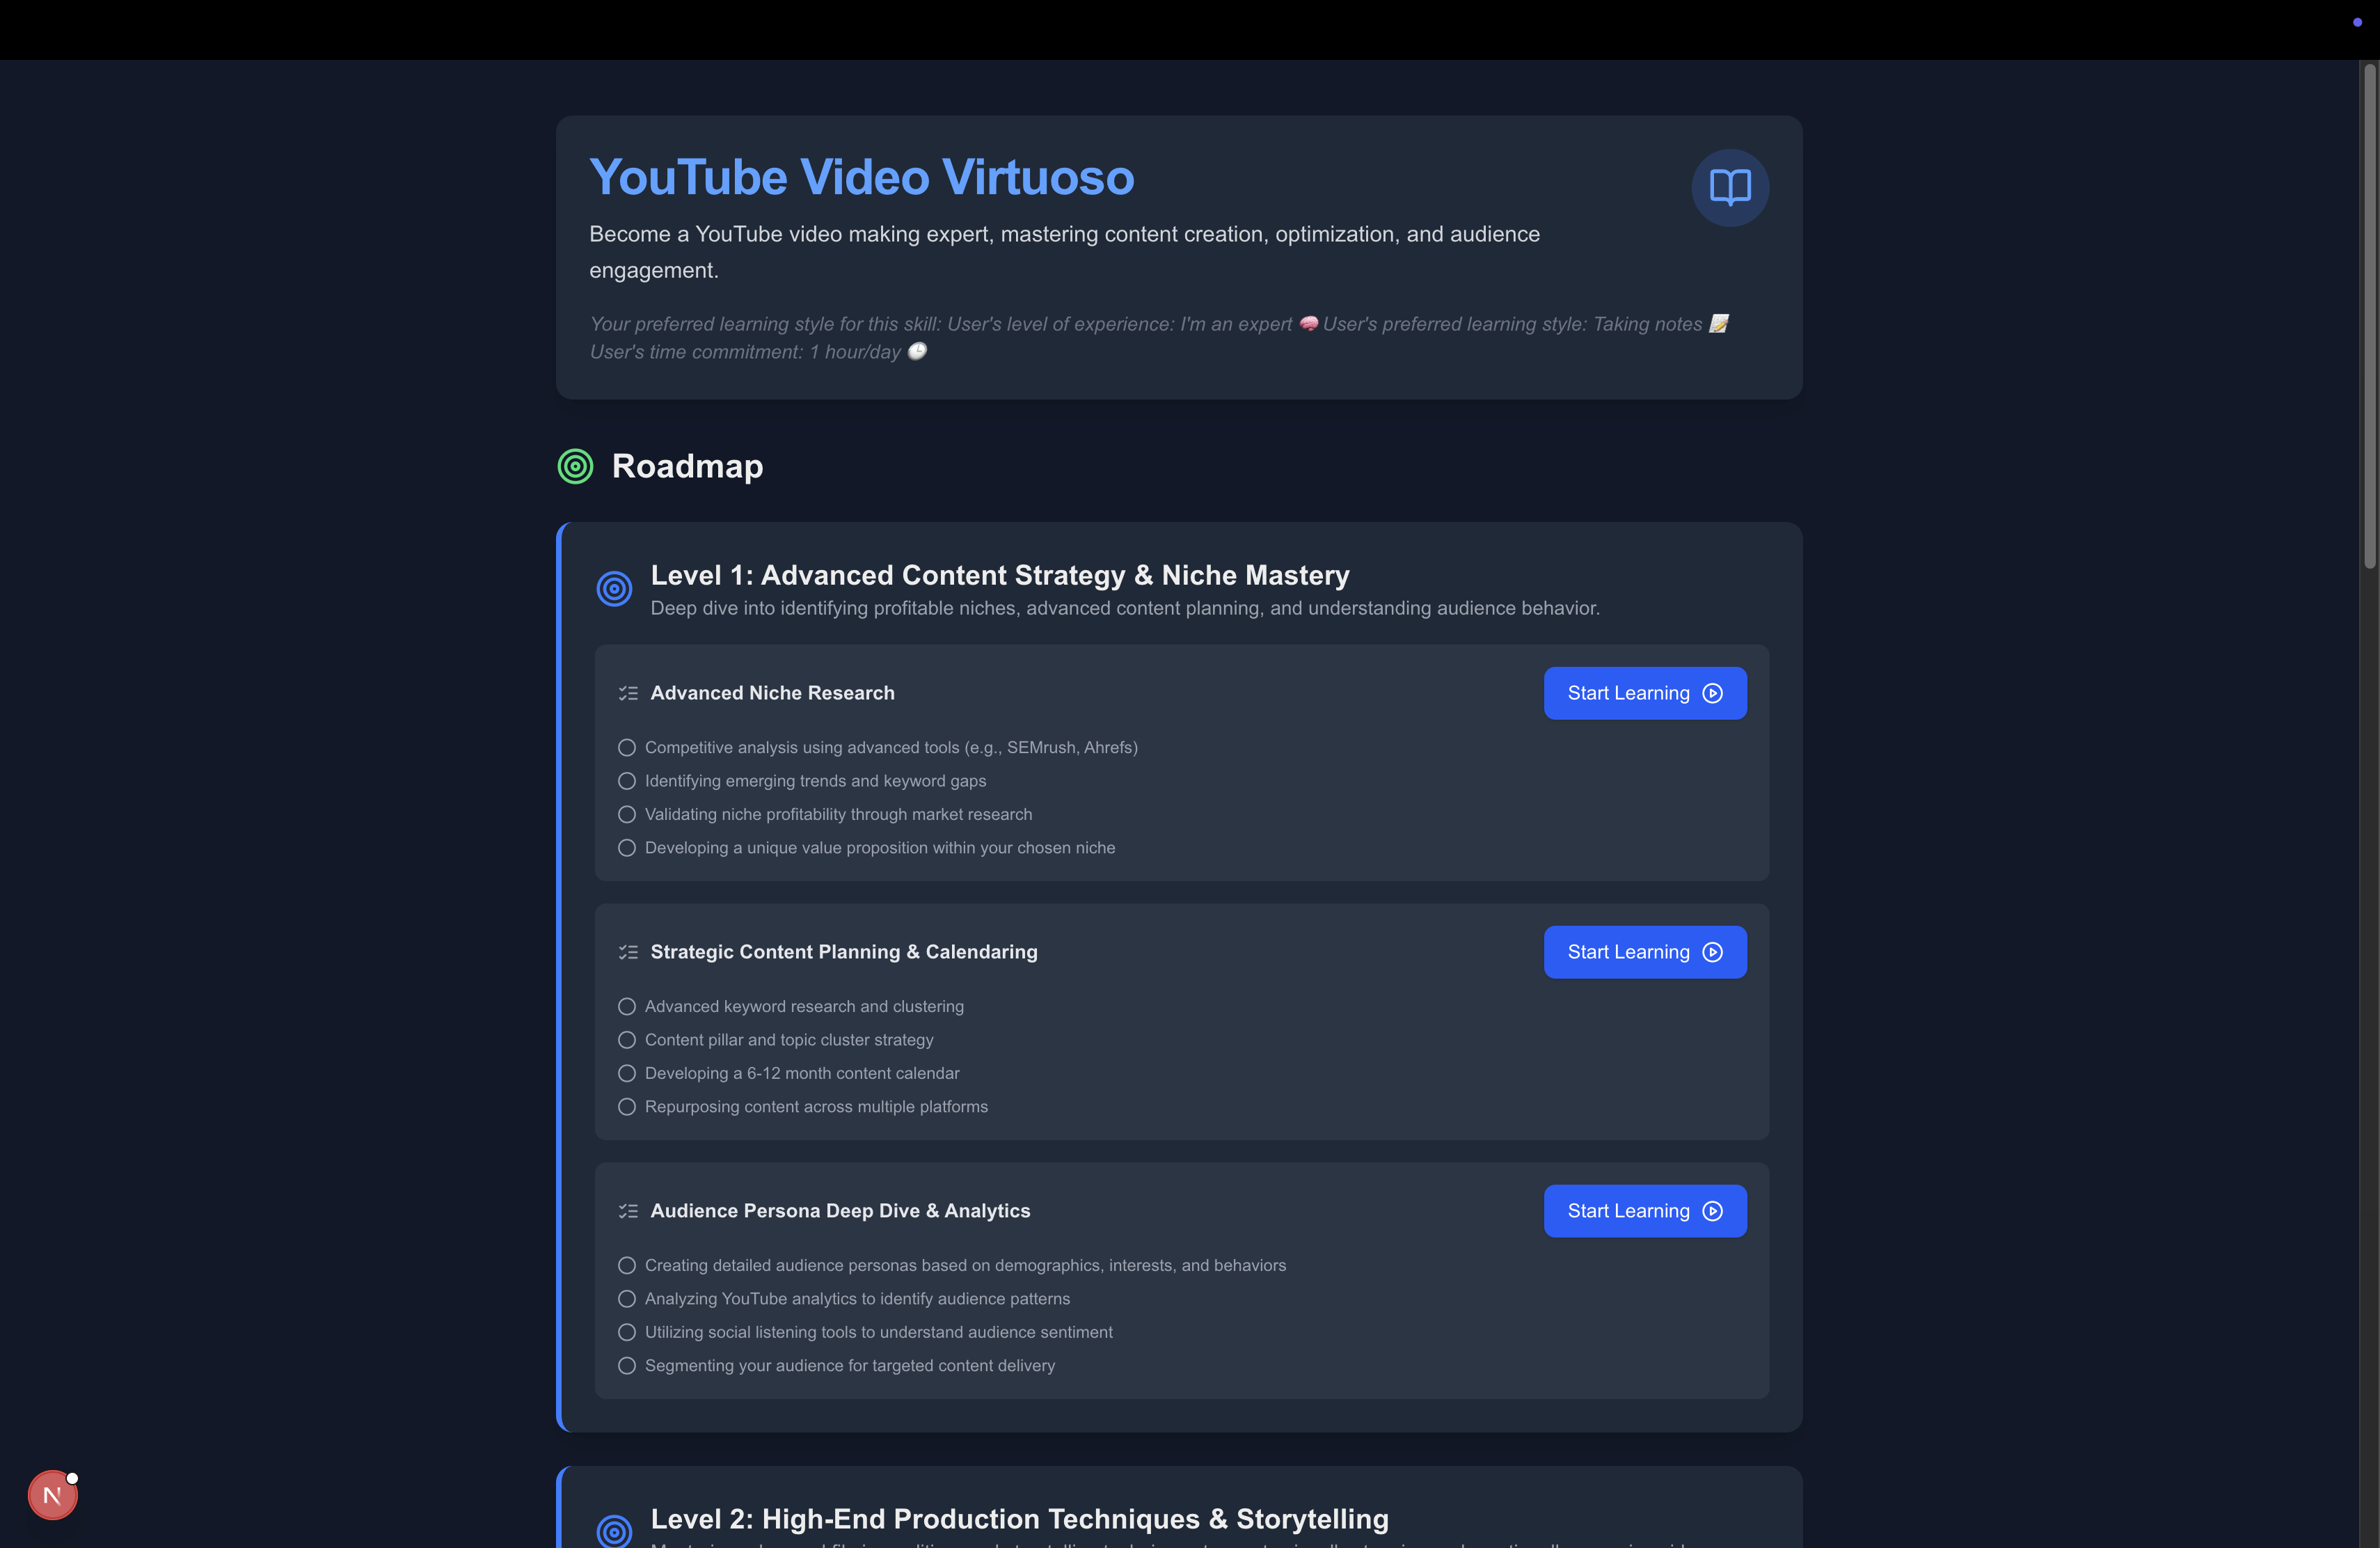 YouTube Video Virtuoso
Become a YouTube video making expert, mastering content creation, optimization, and audience
engagement.
Your preferred learning style for this skill: User's level of experience: I'm an expert 🧠 User's preferred learning style: Taking notes 📝
User's time commitment: 1 hour/day 🕒
Roadmap
Level 1: Advanced Content Strategy & Niche Mastery
Deep dive into identifying profitable niches, advanced content planning, and understanding audience behavior.
Advanced Niche Research
Start Learning
Competitive analysis using advanced tools (e.g., SEMrush, Ahrefs)
Identifying emerging trends and keyword gaps
Validating niche profitability through market research
Developing a unique value proposition within your chosen niche
Strategic Content Planning & Calendaring
Start Learning
Advanced keyword research and clustering
Content pillar and topic cluster strategy
Developing a 6-12 month content calendar
Repurposing content across multiple platforms
Audience Persona Deep Dive & Analytics
Start Learning
Creating detailed audience personas based on demographics, interests, and behaviors
Analyzing YouTube analytics to identify audience patterns
Utilizing social listening tools to understand audience sentiment
Segmenting your audience for targeted content delivery
N
Level 2: High-End Production Techniques & Storytelling